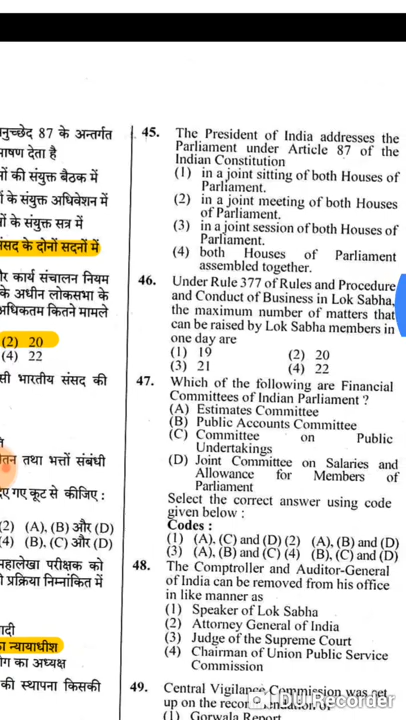 नुच्छेद 87 के अन्तर्गत
भाषण देता है
नों की संयुक्त बैठक में
ों के संयुक्त अधिवेशन में
ों के संयुक्त सत्र में
संसद के दोनों सदनों में
ौर कार्य संचालन नियम
के अधीन लोकसभा के
अधिकतम कितने मामले
(2) 20
(4) 22
सी भारतीय संसद की
तन तथा भत्तों संबंधी
दिए गए कूट से कीजिए :
(2) (A), (B) और (D)
(4) (B), (C) और (D)
महालेखा परीक्षक को
प्रक्रिया निम्नांकित में
ादी
का न्यायाधीश
ोग का अध्यक्ष
की स्थापना किसकी
45. The President of India addresses the
Parliament under Article 87 of the
Indian Constitution
(1) in a joint sitting of both Houses of
Parliament.
(2) in a joint meeting of both Houses
of Parliament.
(3) in a joint session of both Houses of
Parliament.
(4) both Houses of Parliament
assembled together.
46. Under Rule 377 of Rules and Procedure
and Conduct of Business in Lok Sabha,
the maximum number of matters that
can be raised by Lok Sabha members in
one day are
(1) 19 (2) 20
(3) 21 (4) 22
47. Which of the following are Financial
Committees of Indian Parliament ?
(A) Estimates Committee
(B) Public Accounts Committee
(C) Committee on Public
Undertakings
(D) Joint Committee on Salaries and
Allowance for Members of
Parliament
Select the correct answer using code
given below :
Codes :
(1) (A), (C) and (D) (2) (A), (B) and (D)
(3) (A), (B) and (C) (4) (B), (C) and (D)
48. The Comptroller and Auditor-General
of India can be removed from his office
in like manner as
(1) Speaker of Lok Sabha
(2) Attorney General of India
(3) Judge of the Supreme Court
(4) Chairman of Union Public Service
Commission
49. Central Vigilance Commission was set
up on the recommendation of
(1) Gorwala Report
DU Recorder